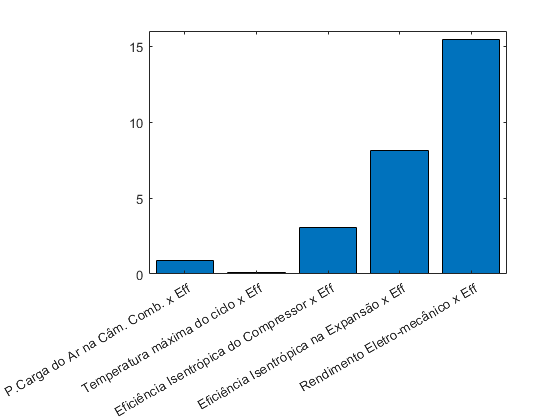 15
10
5
0
P.Carga do Ar na Câm. Comb. x Eff
Temperatura máxima do ciclo x Eff
Eficiência Isentrópica do Compressor x Eff
Eficiência Isentrópica na Expansão x Eff
Rendimento Eletro-mecânico x Eff